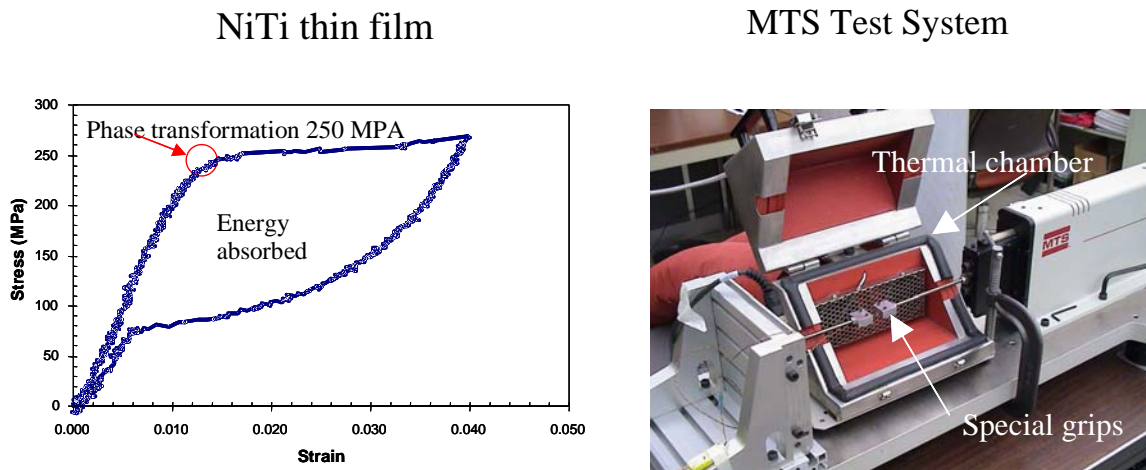 NiTi thin film
MTS Test System
300
250
200
150
100
50
0
Stress (MPa)
Phase transformation 250 MPA
Energy
absorbed
0.000 0.010 0.020 0.030 0.040 0.050
Strain
Thermal chamber
MTS
Special grips